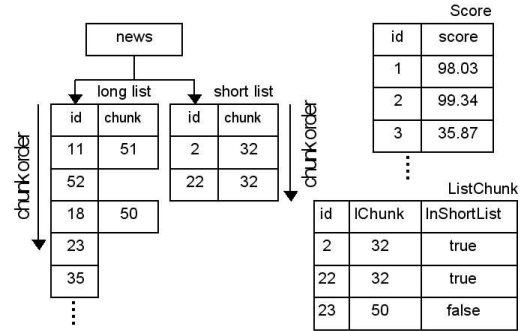 news
long list
id chunk
11 51
52
18 50
23
35
chunk order
short list
id chunk
2 32
22 32
chunk order
Score
id score
1 98.03
2 99.34
3 35.87
ListChunk
id lChunk InShortList
2 32 true
22 32 true
23 50 false